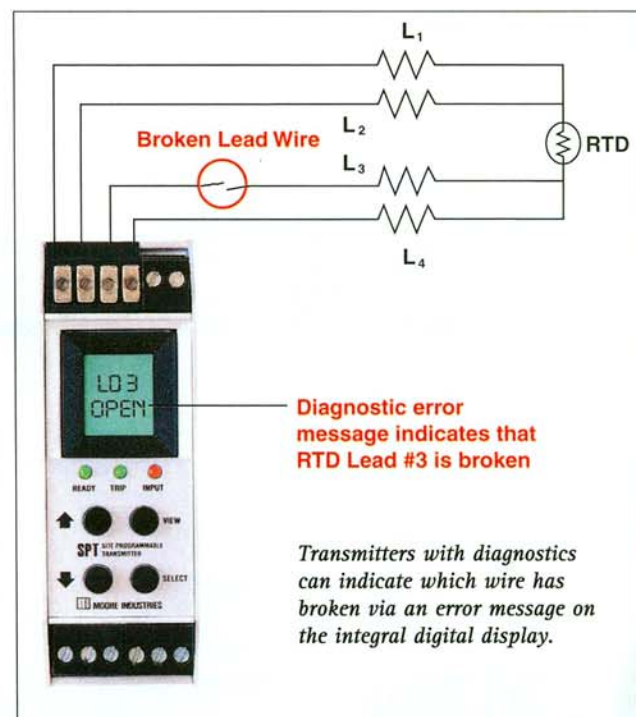 L₁
L₂
Broken Lead Wire
L₃
RTD
L₄
LD3
OPEN
Diagnostic error
message indicates that
RTD Lead #3 is broken
READY TRIP INPUT
VIEW
SPT SITE PROGRAMMABLE
TRANSMITTER
SELECT
MOORE INDUSTRIES
Transmitters with diagnostics
can indicate which wire has
broken via an error message on
the integral digital display.